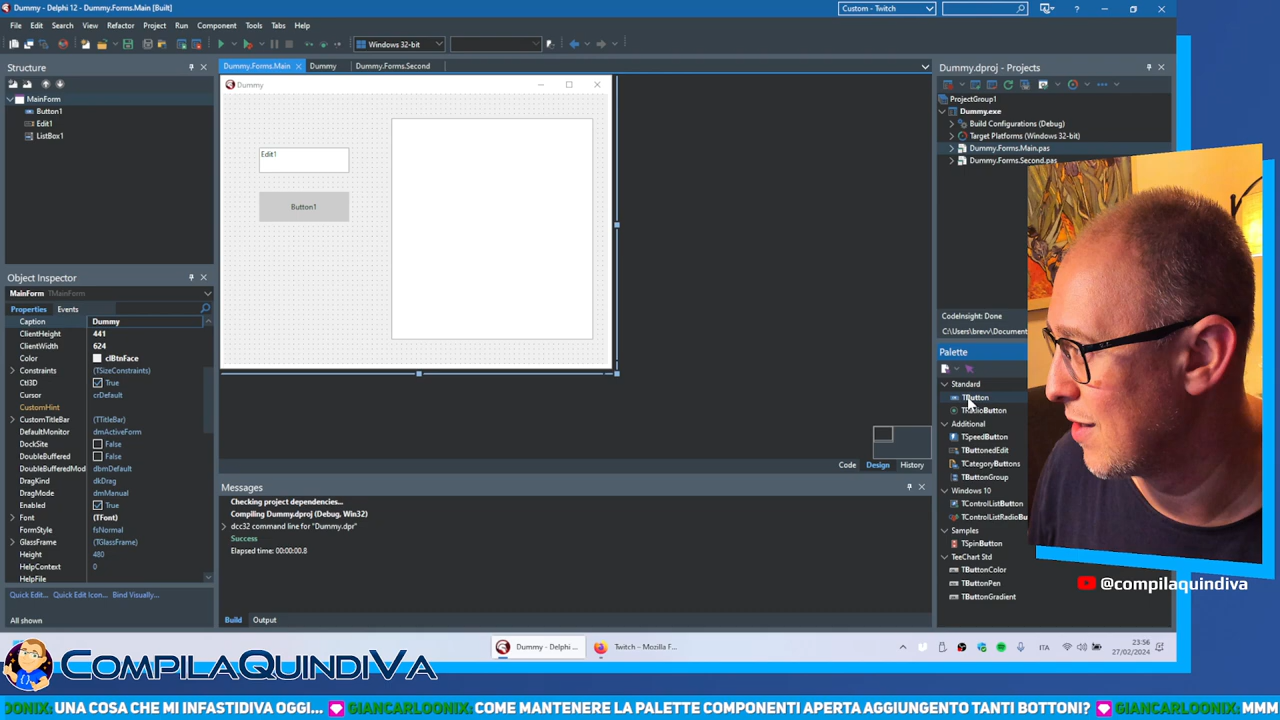 Dummy - Delphi 12 - Dummy.Forms.Main [Built]
Custom - Twitch
File Edit Search View Refactor Project Run Component Tools Tabs Help
Windows 32-bit
Structure
MainForm
Button1
Edit1
ListBox1
Dummy.Forms.Main Dummy Dummy.Forms.Second
Dummy
Edit1
Button1
Object Inspector
MainForm TMainForm
Properties Events
Caption Dummy
ClientHeight 441
ClientWidth 624
Color clBtnFace
Constraints (TSizeConstraints)
Ctl3D True
Cursor crDefault
CustomHint
CustomTitleBar (TTitleBar)
DefaultMonitor dmActiveForm
DockSite False
DoubleBuffered False
DoubleBufferedMod dbmDefault
DragKind dkDrag
DragMode dmManual
Enabled True
Font (TFont)
FormStyle fsNormal
GlassFrame (TGlassFrame)
Height 480
HelpContext 0
HelpFile
Quick Edit... Quick Edit Icon... Bind Visually...
All shown
Code Design History
Messages
Checking project dependencies...
Compiling Dummy.dproj (Debug, Win32)
dcc32 command line for "Dummy.dpr"
Success
Elapsed time: 00:00:00.8
Build Output
Dummy.dproj - Projects
ProjectGroup1
Dummy.exe
Build Configurations (Debug)
Target Platforms (Windows 32-bit)
Dummy.Forms.Main.pas
Dummy.Forms.Second.pas
CodeInsight: Done
C:\Users\brevv\Document
Palette
Standard
TButton
TRadioButton
Additional
TSpeedButton
TButtonedEdit
TCategoryButtons
TButtonGroup
Windows 10
TControlListButton
TControlListRadioBu
Samples
TSpinButton
TeeChart Std
TButtonColor
TButtonPen
TButtonGradient
@compilaquindiva
Dummy - Delphi ...
Twitch — Mozilla F...
ITA
23:56
27/02/2024
COMPILAQUINDIVA
OONIX: UNA COSA CHE MI INFASTIDIVA OGGI... GIANCARLOONIX: COME MANTENERE LA PALETTE COMPONENTI APERTA AGGIUNGENTO TANTI BOTTONI? GIANCARLOONIX: MMM